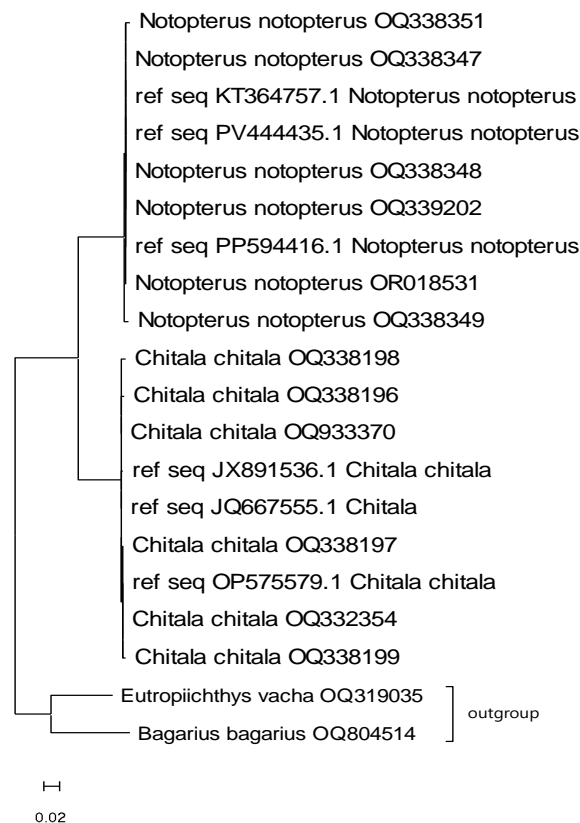 Notopterus notopterus OQ338351
Notopterus notopterus OQ338347
ref seq KT364757.1 Notopterus notopterus
ref seq PV444435.1 Notopterus notopterus
Notopterus notopterus OQ338348
Notopterus notopterus OQ339202
ref seq PP594416.1 Notopterus notopterus
Notopterus notopterus OR018531
Notopterus notopterus OQ338349
Chitala chitala OQ338198
Chitala chitala OQ338196
Chitala chitala OQ933370
ref seq JX891536.1 Chitala chitala
ref seq JQ667555.1 Chitala
Chitala chitala OQ338197
ref seq OP575579.1 Chitala chitala
Chitala chitala OQ332354
Chitala chitala OQ338199
Eutropiichthys vacha OQ319035
outgroup
Bagarius bagarius OQ804514
0.02